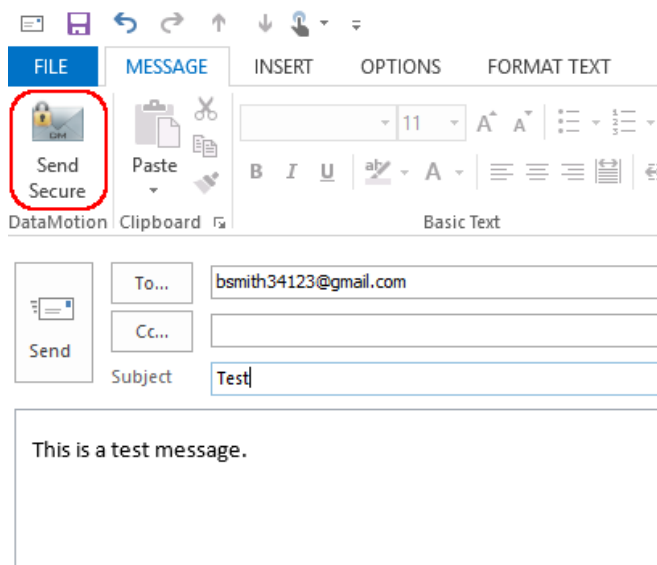 FILE MESSAGE INSERT OPTIONS FORMAT TEXT
DM
Send
Secure
Paste
11 A A
B I U aby A
DataMotion Clipboard Basic Text
To... bsmith34123@gmail.com
Cc...
Send
Subject Test
This is a test message.